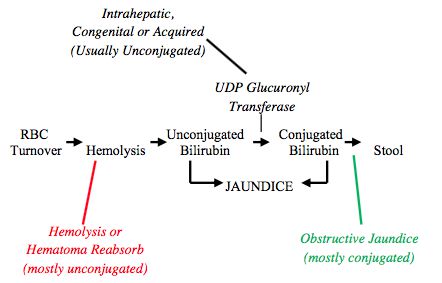 Intrahepatic,
Congenital or Acquired
(Usually Unconjugated)
UDP Glucuronyl
Transferase
RBC
Turnover
Hemolysis
Unconjugated
Bilirubin
Conjugated
Bilirubin
Stool
JAUNDICE
Hemolysis or
Hematoma Reabsorb
(mostly unconjugated)
Obstructive Jaundice
(mostly conjugated)